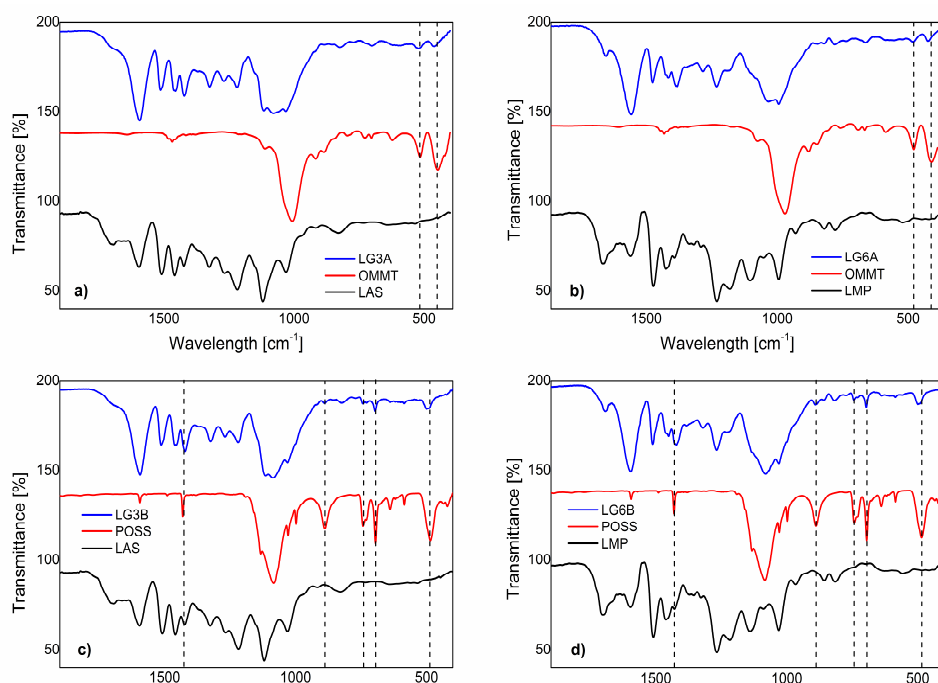 200
150
100
50
Transmittance [%]
LG3A
OMMT
LAS
a)
1500
1000
500
Wavelength [cm⁻¹]
200
150
100
50
Transmittance [%]
LG6A
OMMT
LMP
b)
1500
1000
500
Wavelength [cm⁻¹]
200
150
100
50
Transmittance [%]
LG3B
POSS
LAS
c)
1500
1000
500
200
150
100
50
Transmittance [%]
LG6B
POSS
LMP
d)
1500
1000
500